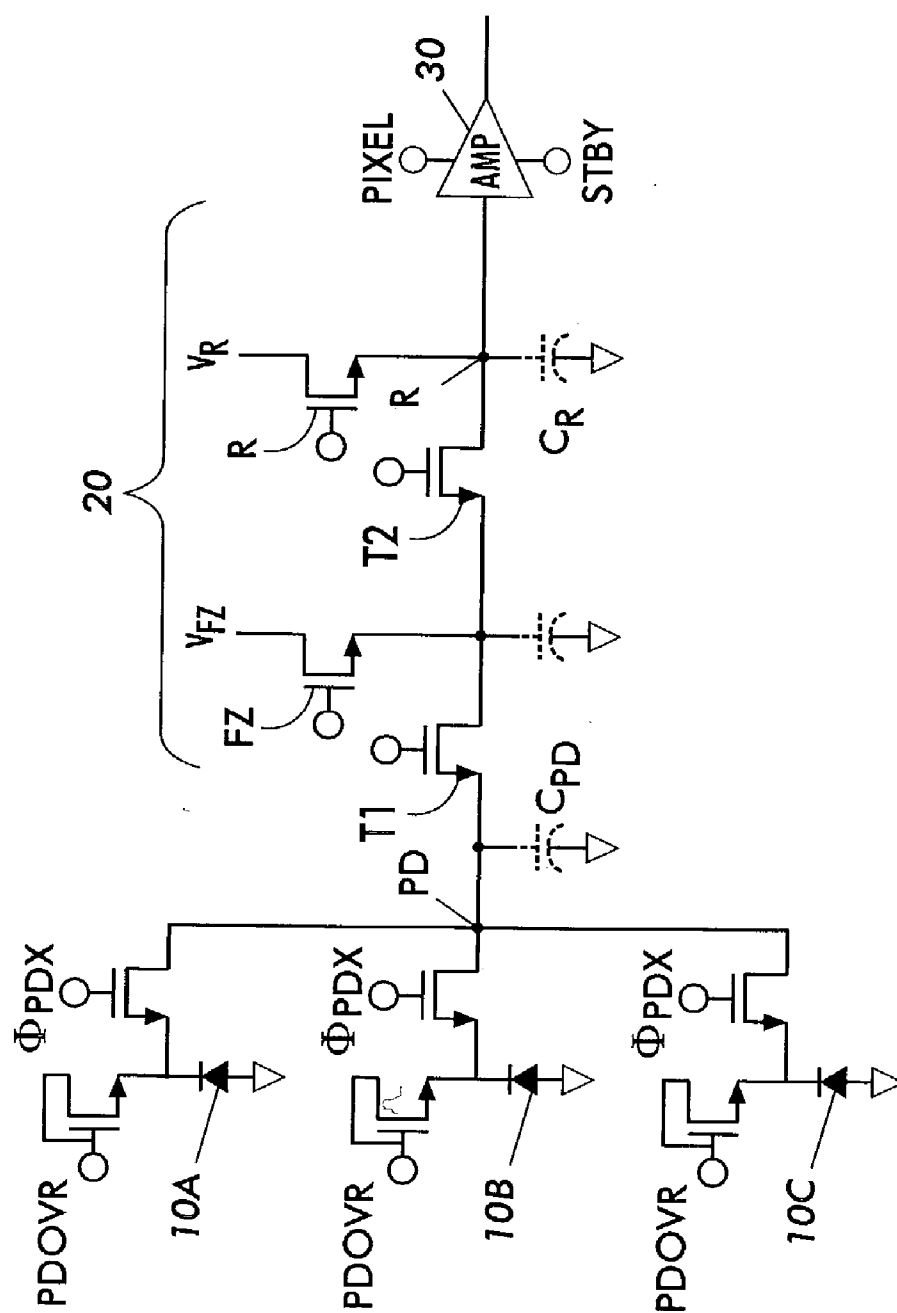 20
PIXEL
30
AMP
STBY
VR
R
R
CR
T2
VFZ
FZ
T1
CPD
PD
ΦPDX
PDOVR
10A
ΦPDX
PDOVR
10B
ΦPDX
PDOVR
10C